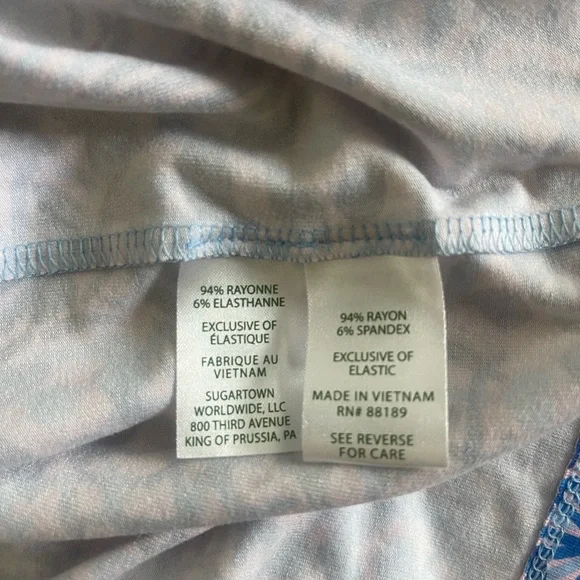 94% RAYONNE
6% ELASTHANNE
EXCLUSIVE OF
ÉLASTIQUE
FABRIQUE AU
VIETNAM
SUGARTOWN
WORLDWIDE, LLC
800 THIRD AVENUE
KING OF PRUSSIA, PA
94% RAYON
6% SPANDEX
EXCLUSIVE OF
ELASTIC
MADE IN VIETNAM
RN# 88189
SEE REVERSE
FOR CARE